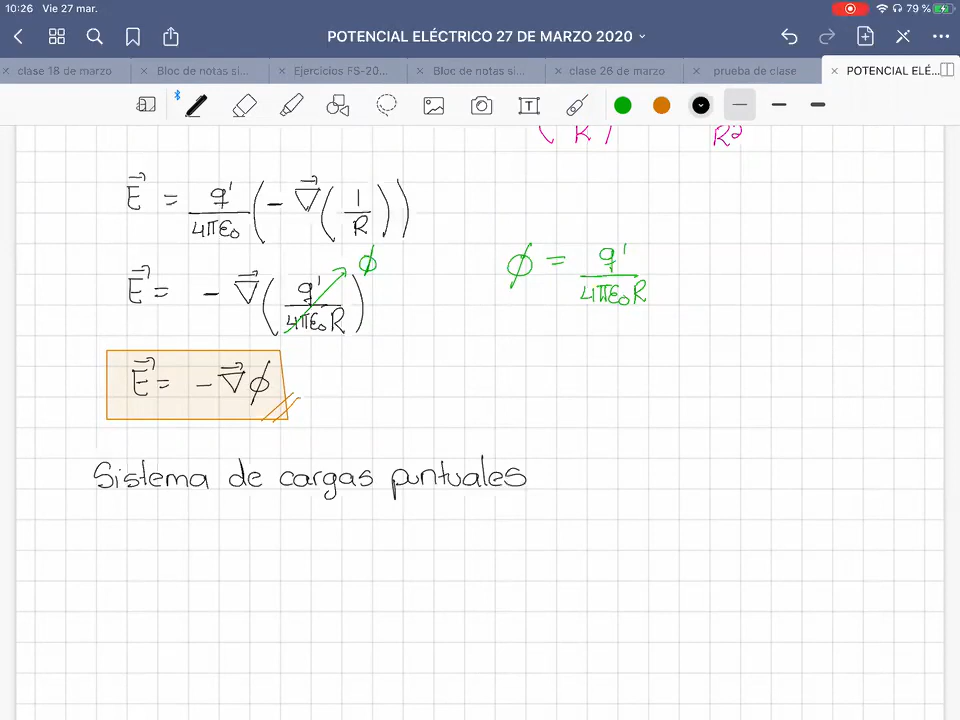 10:26 Vie 27 mar.
79 %
POTENCIAL ELÉCTRICO 27 DE MARZO 2020
clase 18 de marzo
Bloc de notas si...
Ejercicios FS-20...
Bloc de notas si...
clase 26 de marzo
prueba de clase
POTENCIAL ELÉ...
T
( R ) R²
E⃗ = q'/4πε₀ (- ∇⃗ (1/R))
E⃗ = - ∇⃗ (q'/4πε₀R) ϕ
ϕ = q'/4πε₀R
E⃗ = - ∇⃗ϕ
Sistema de cargas puntuales